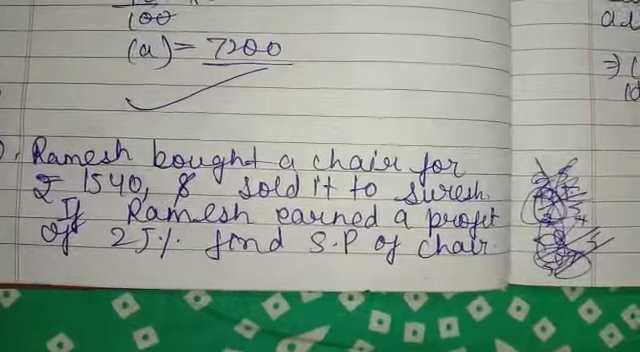 100
(a) = 7200
Ramesh bought a chair for
₹ 1540, & sold it to suresh.
If Ramesh earned a profit
of 25% find S.P of chair.
ad
⇒ (